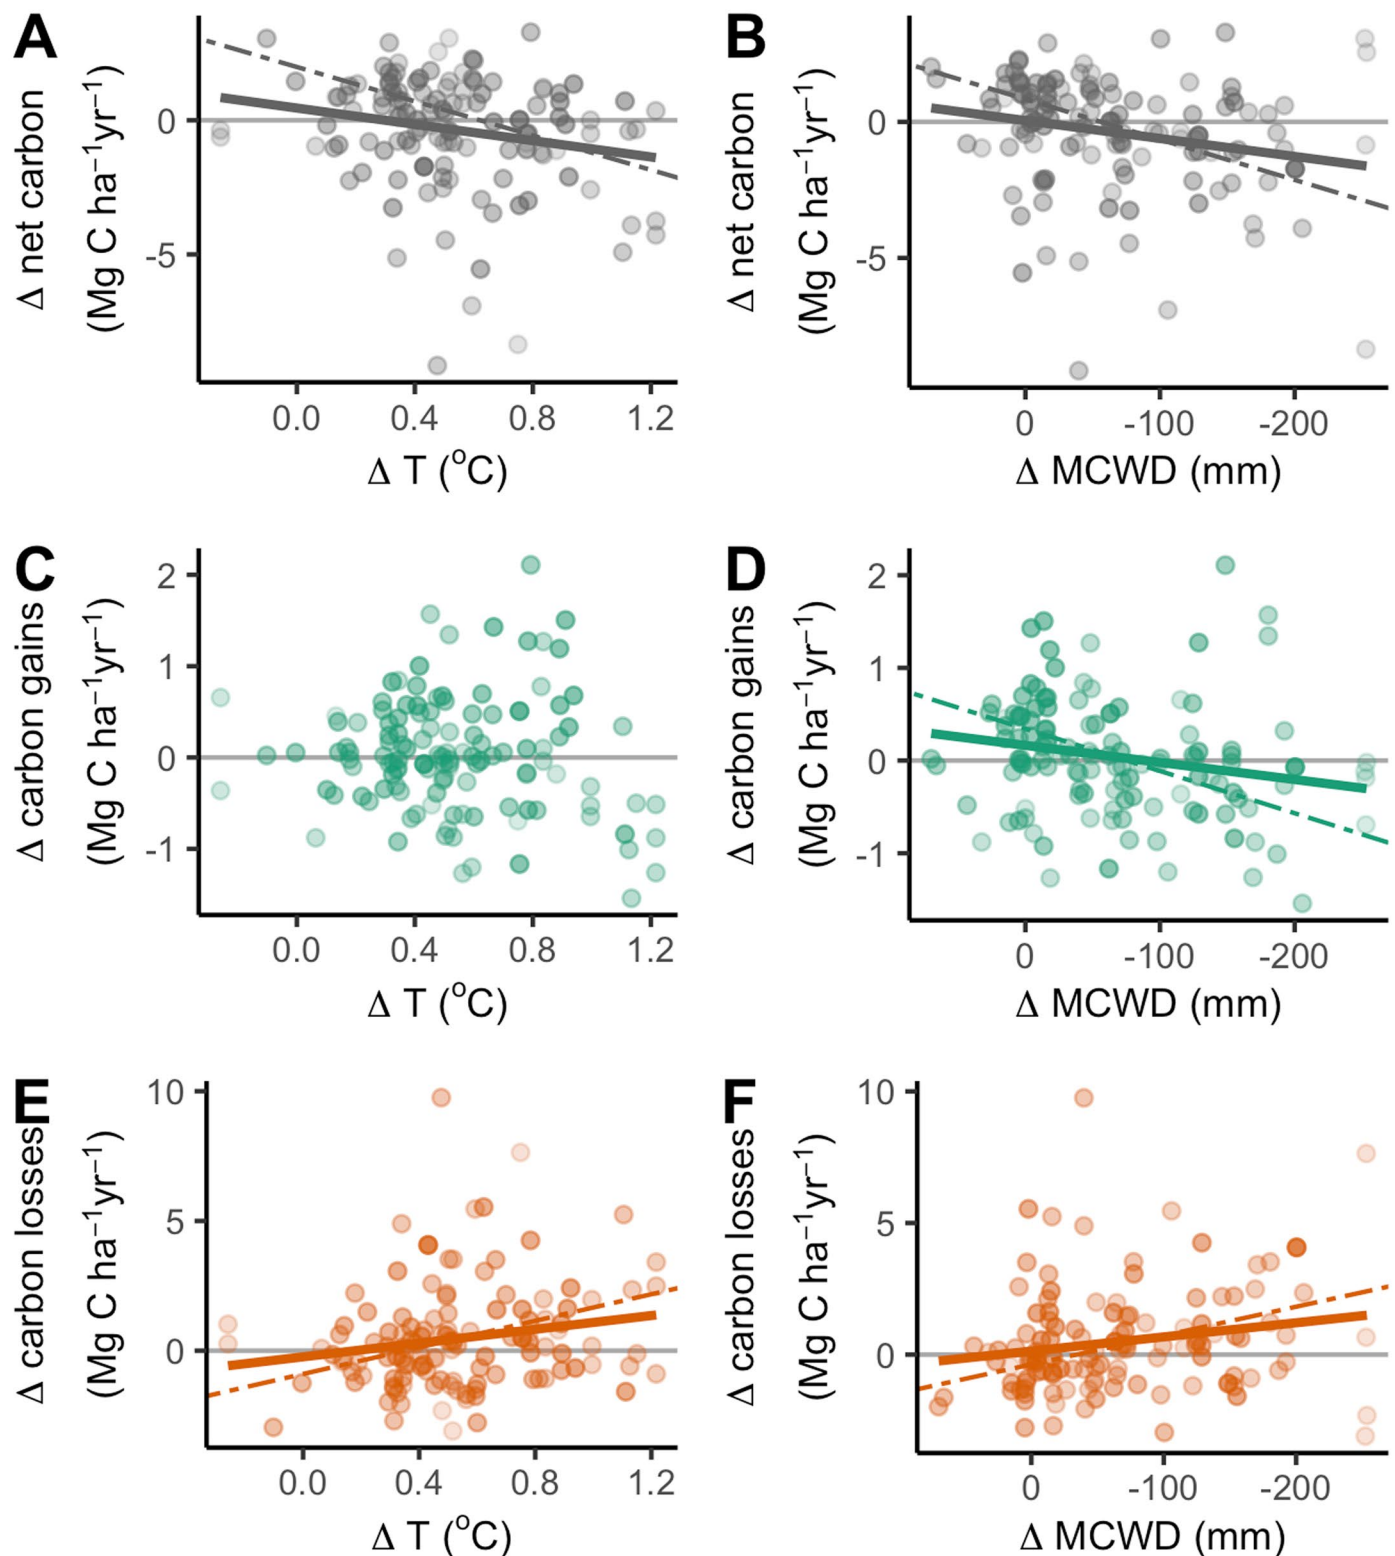 A
Δ net carbon
(Mg C ha⁻¹yr⁻¹)
0
-5
0.0 0.4 0.8 1.2
Δ T (°C)
B
Δ net carbon
(Mg C ha⁻¹yr⁻¹)
0
-5
0 -100 -200
Δ MCWD (mm)
C
Δ carbon gains
(Mg C ha⁻¹yr⁻¹)
2
1
0
-1
0.0 0.4 0.8 1.2
Δ T (°C)
D
Δ carbon gains
(Mg C ha⁻¹yr⁻¹)
2
1
0
-1
0 -100 -200
Δ MCWD (mm)
E
Δ carbon losses
(Mg C ha⁻¹yr⁻¹)
10
5
0
0.0 0.4 0.8 1.2
Δ T (°C)
F
Δ carbon losses
(Mg C ha⁻¹yr⁻¹)
10
5
0
0 -100 -200
Δ MCWD (mm)